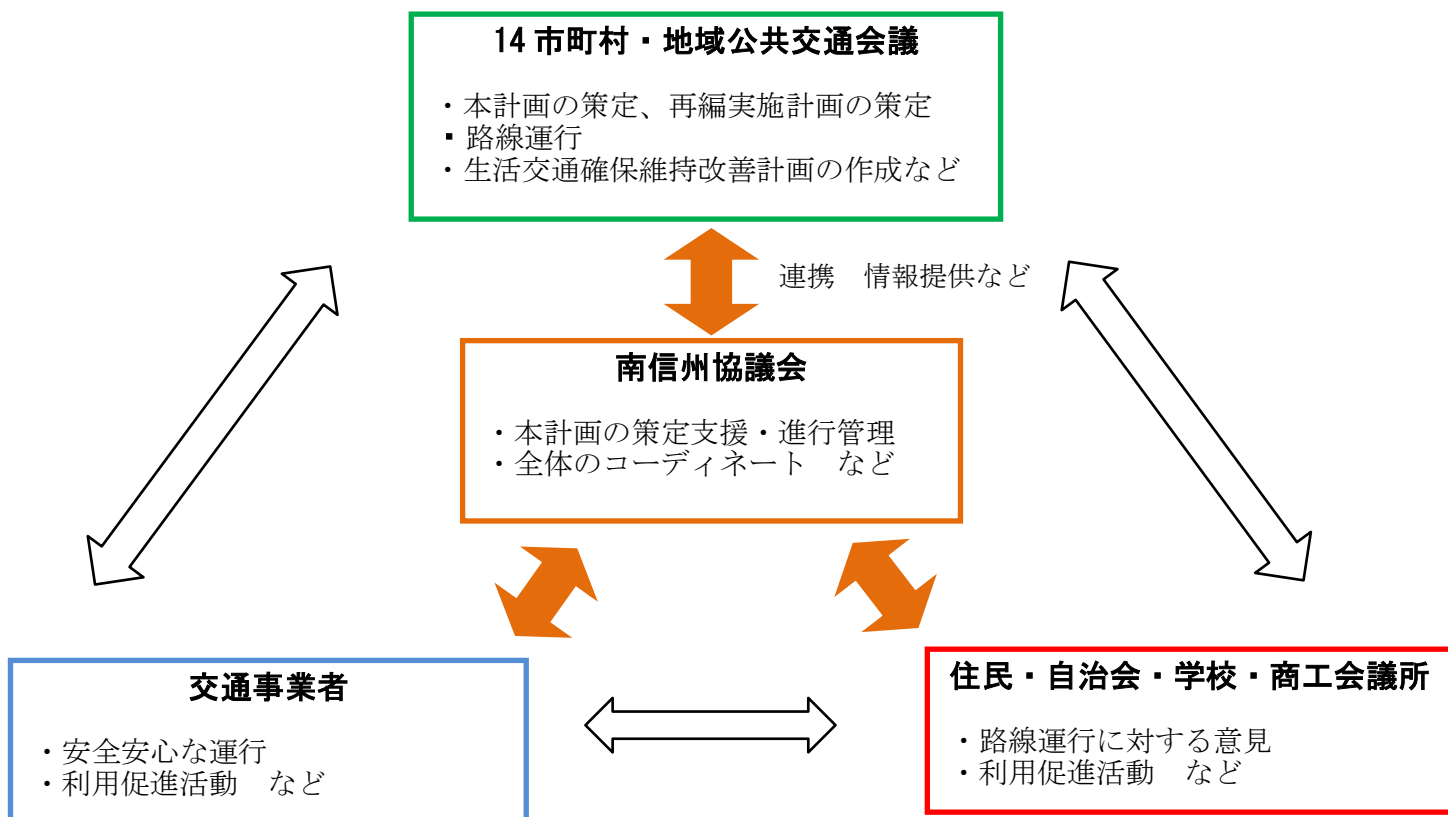 14 市町村・地域公共交通会議
・本計画の策定、再編実施計画の策定
・路線運行
・生活交通確保維持改善計画の作成など
連携　情報提供など
南信州協議会
・本計画の策定支援・進行管理
・全体のコーディネート　など
交通事業者
・安全安心な運行
・利用促進活動　など
住民・自治会・学校・商工会議所
・路線運行に対する意見
・利用促進活動　など